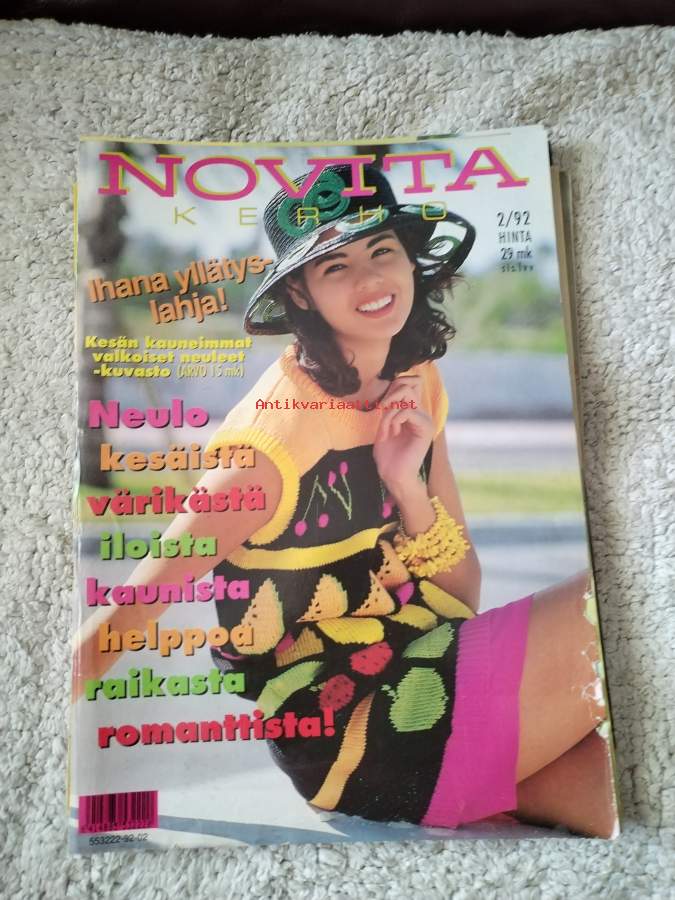 NOVITA
KERHO
2/92
HINTA
29 mk
Ihana yllätys-
lahja!
Kesän kauneimmat
valkoiset neuleet
-kuvasto (ARVO 15 mk)
Antikvariaatti.net
Neulo
kesäistä
värikästä
iloista
kaunista
helppoa
raikasta
romanttista!
553222-92-02